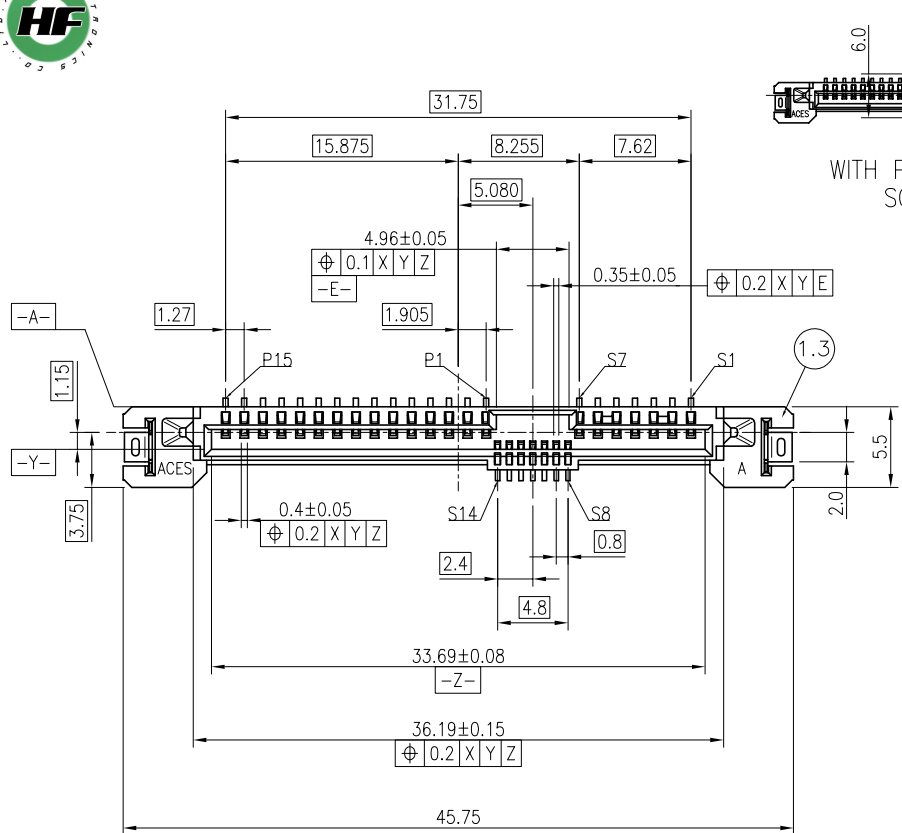 HF
6.0
ACES
WITH P
SO
31.75
15.875
8.255
7.62
5.080
4.96±0.05
⌖ 0.1 X Y Z
-E-
0.35±0.05
⌖ 0.2 X Y E
-A-
1.27
1.905
1.3
P15
P1
S7
S1
1.15
-Y-
ACES
A
5.5
3.75
0.4±0.05
⌖ 0.2 X Y Z
S14
S8
2.0
0.8
2.4
4.8
33.69±0.08
-Z-
36.19±0.15
⌖ 0.2 X Y Z
45.75